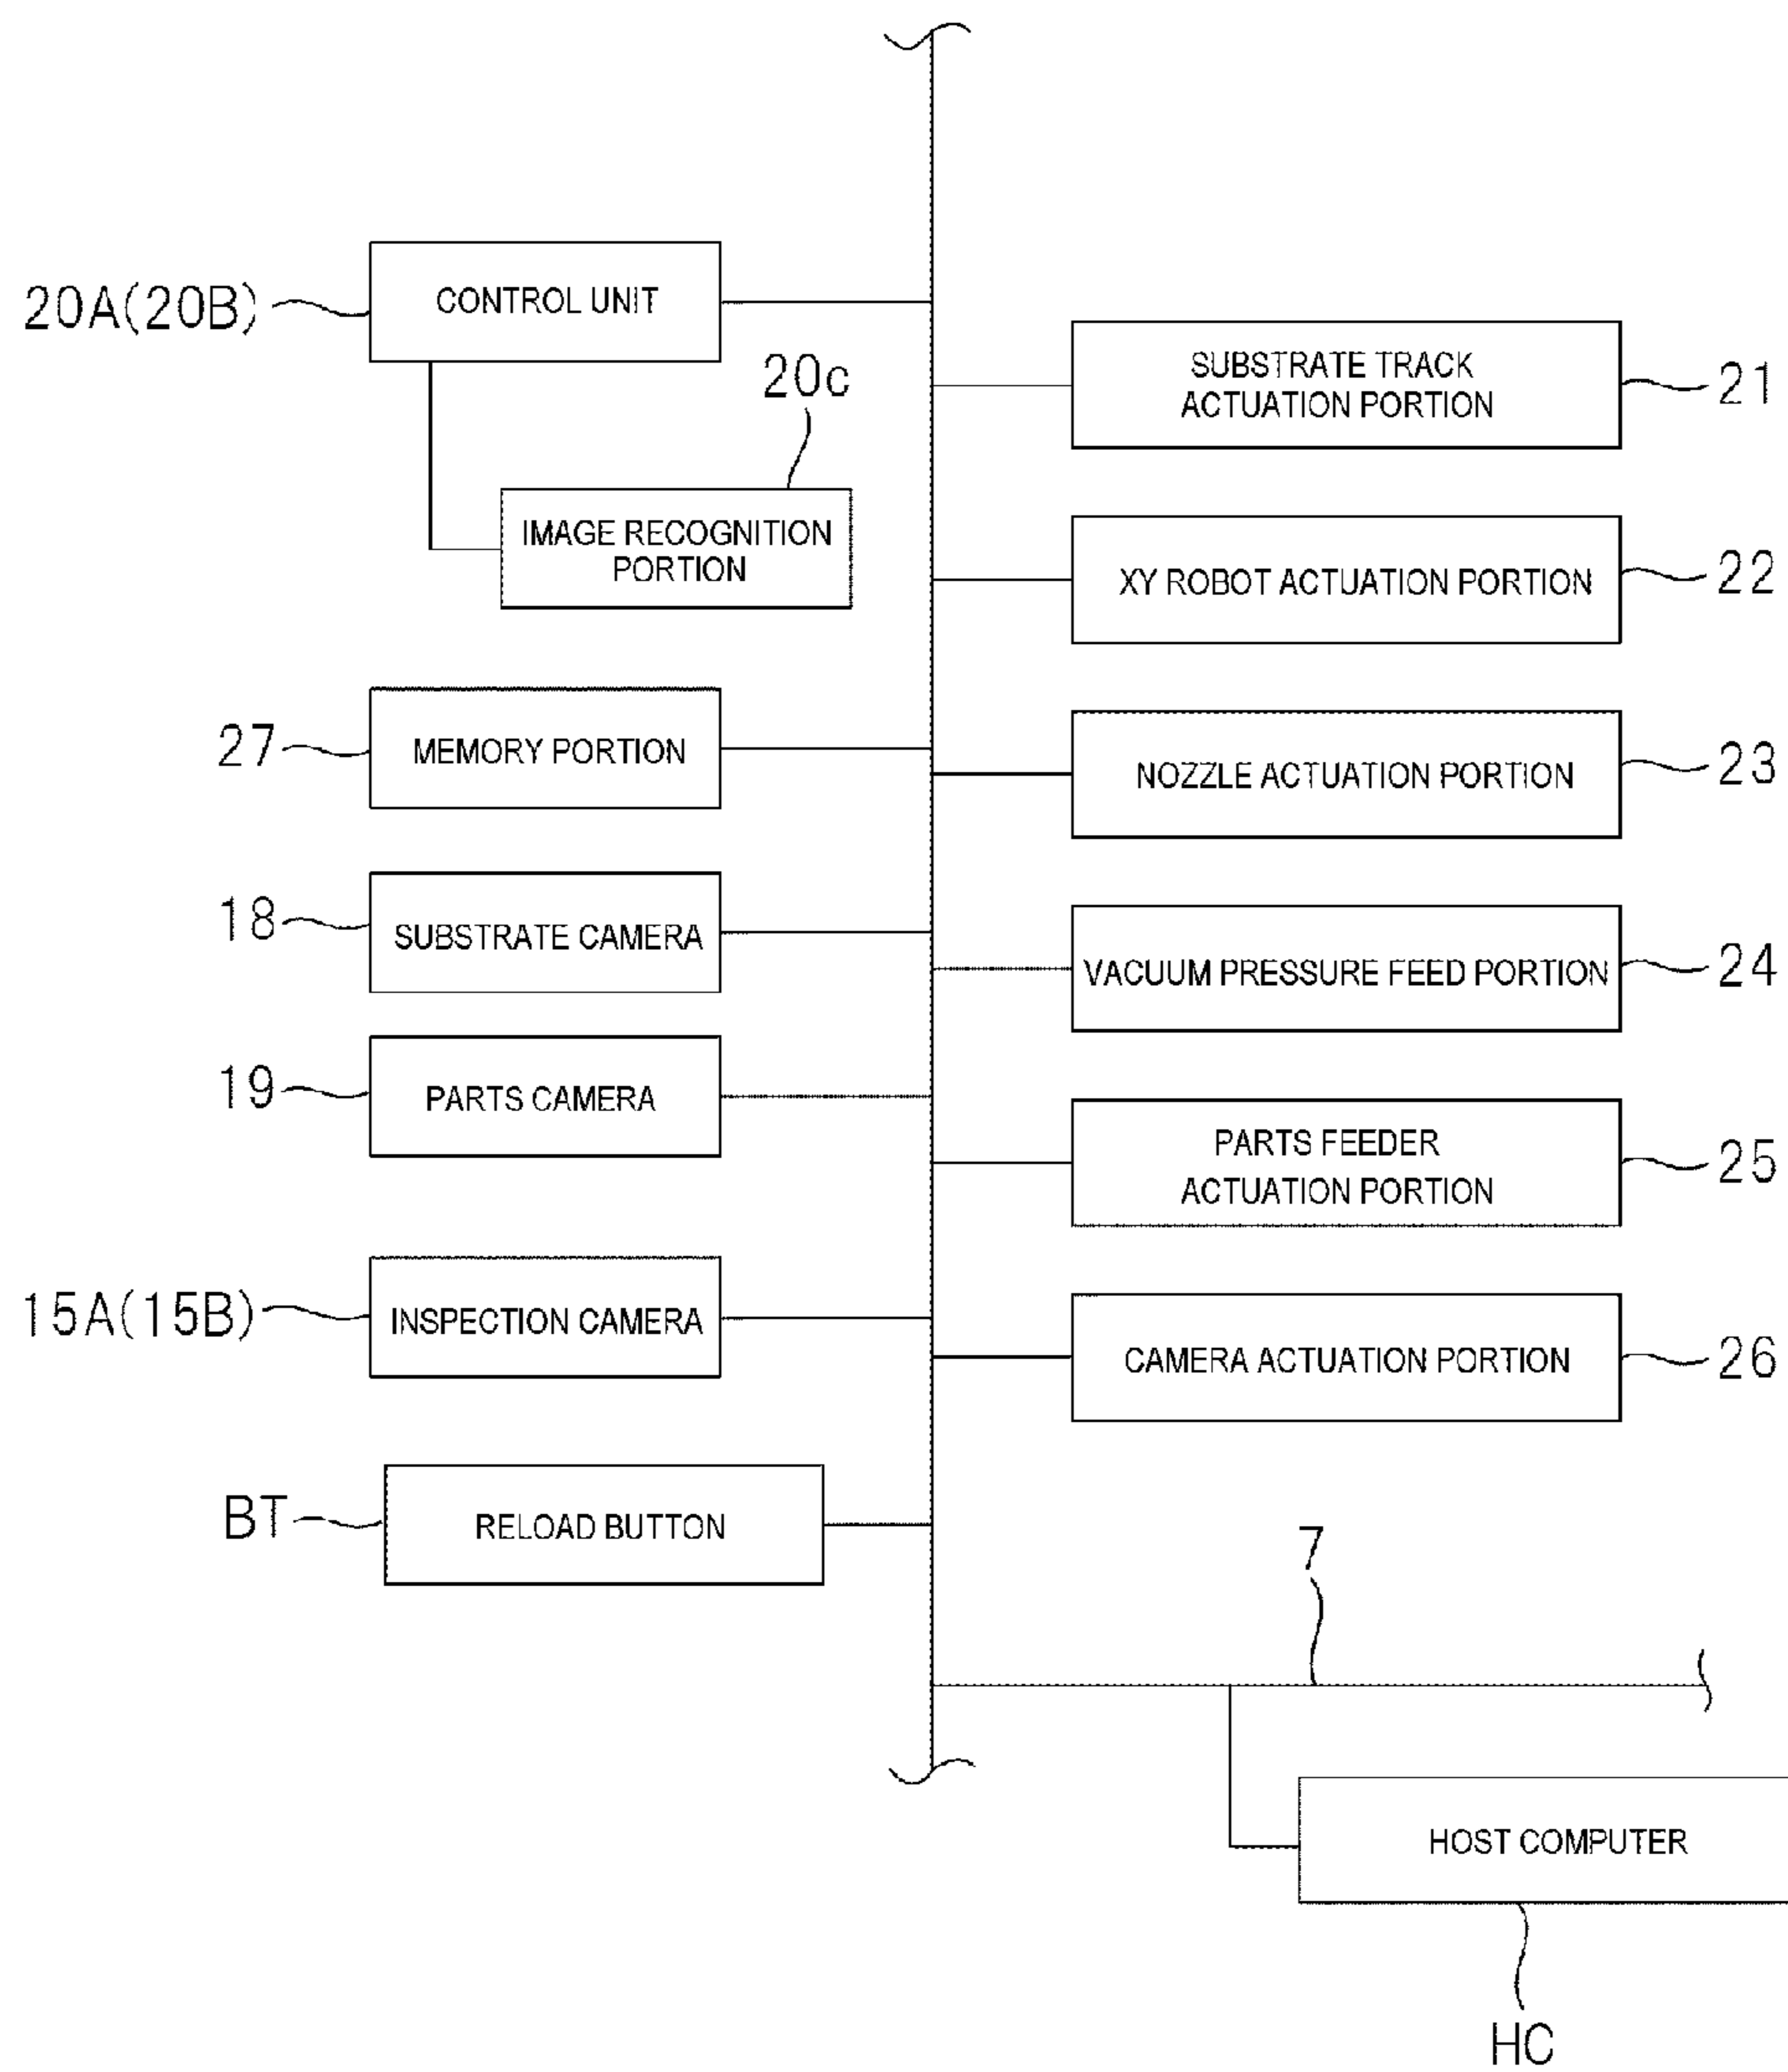 20A(20B)
CONTROL UNIT
20c
IMAGE RECOGNITION
PORTION
27
MEMORY PORTION
18
SUBSTRATE CAMERA
19
PARTS CAMERA
15A(15B)
INSPECTION CAMERA
BT
RELOAD BUTTON
SUBSTRATE TRACK
ACTUATION PORTION
21
XY ROBOT ACTUATION PORTION
22
NOZZLE ACTUATION PORTION
23
VACUUM PRESSURE FEED PORTION
24
PARTS FEEDER
ACTUATION PORTION
25
CAMERA ACTUATION PORTION
26
7
HOST COMPUTER
HC